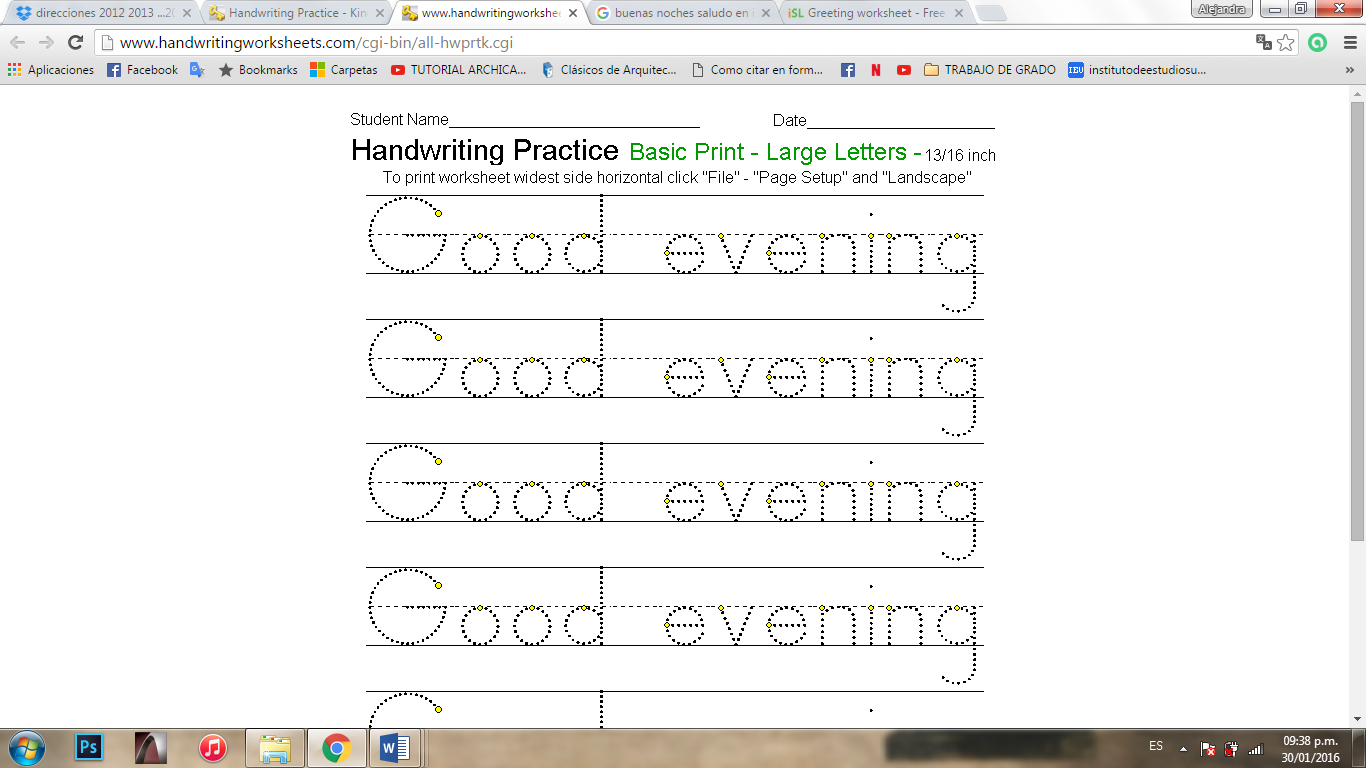 direcciones 2012 2013 ...20
Handwriting Practice - Kin
www.handwritingworkshee
buenas noches saludo en i
iSL Greeting worksheet - Free
Alejandra
www.handwritingworksheets.com/cgi-bin/all-hwprtk.cgi
Aplicaciones Facebook Bookmarks Carpetas TUTORIAL ARCHICA... Clásicos de Arquitec... Como citar en form... TRABAJO DE GRADO IEU institutodeestudiosu... »
Student Name____________________ Date____________________
Handwriting Practice Basic Print - Large Letters - 13/16 inch
To print worksheet widest side horizontal click "File" - "Page Setup" and "Landscape"
Good evening
Good evening
Good evening
Good evening
Ps
ES
09:38 p.m.
30/01/2016